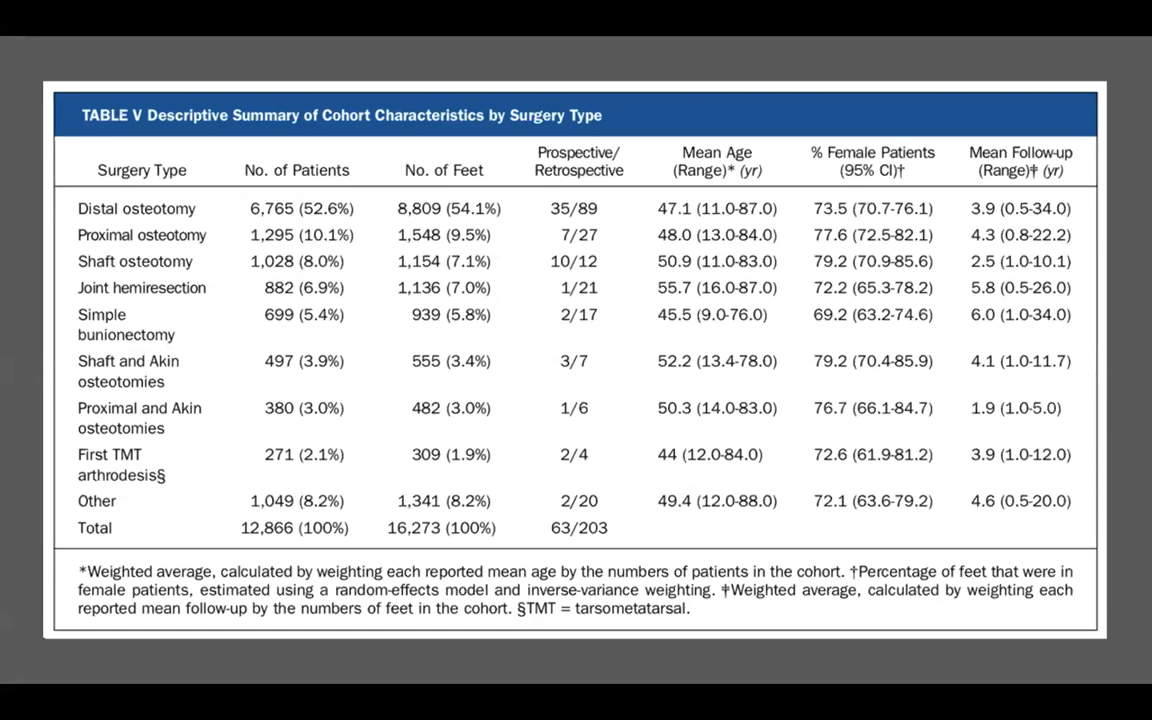 TABLE V Descriptive Summary of Cohort Characteristics by Surgery Type
Surgery Type No. of Patients No. of Feet Prospective/ Retrospective Mean Age (Range)* (yr) % Female Patients (95% CI)† Mean Follow-up (Range)‡ (yr)
Distal osteotomy 6,765 (52.6%) 8,809 (54.1%) 35/89 47.1 (11.0-87.0) 73.5 (70.7-76.1) 3.9 (0.5-34.0)
Proximal osteotomy 1,295 (10.1%) 1,548 (9.5%) 7/27 48.0 (13.0-84.0) 77.6 (72.5-82.1) 4.3 (0.8-22.2)
Shaft osteotomy 1,028 (8.0%) 1,154 (7.1%) 10/12 50.9 (11.0-83.0) 79.2 (70.9-85.6) 2.5 (1.0-10.1)
Joint hemiresection 882 (6.9%) 1,136 (7.0%) 1/21 55.7 (16.0-87.0) 72.2 (65.3-78.2) 5.8 (0.5-26.0)
Simple 699 (5.4%) 939 (5.8%) 2/17 45.5 (9.0-76.0) 69.2 (63.2-74.6) 6.0 (1.0-34.0)
bunionectomy
Shaft and Akin 497 (3.9%) 555 (3.4%) 3/7 52.2 (13.4-78.0) 79.2 (70.4-85.9) 4.1 (1.0-11.7)
osteotomies
Proximal and Akin 380 (3.0%) 482 (3.0%) 1/6 50.3 (14.0-83.0) 76.7 (66.1-84.7) 1.9 (1.0-5.0)
osteotomies
First TMT 271 (2.1%) 309 (1.9%) 2/4 44 (12.0-84.0) 72.6 (61.9-81.2) 3.9 (1.0-12.0)
arthrodesis§
Other 1,049 (8.2%) 1,341 (8.2%) 2/20 49.4 (12.0-88.0) 72.1 (63.6-79.2) 4.6 (0.5-20.0)
Total 12,866 (100%) 16,273 (100%) 63/203
*Weighted average, calculated by weighting each reported mean age by the numbers of patients in the cohort. †Percentage of feet that were in
female patients, estimated using a random-effects model and inverse-variance weighting. ‡Weighted average, calculated by weighting each
reported mean follow-up by the numbers of feet in the cohort. §TMT = tarsometatarsal.